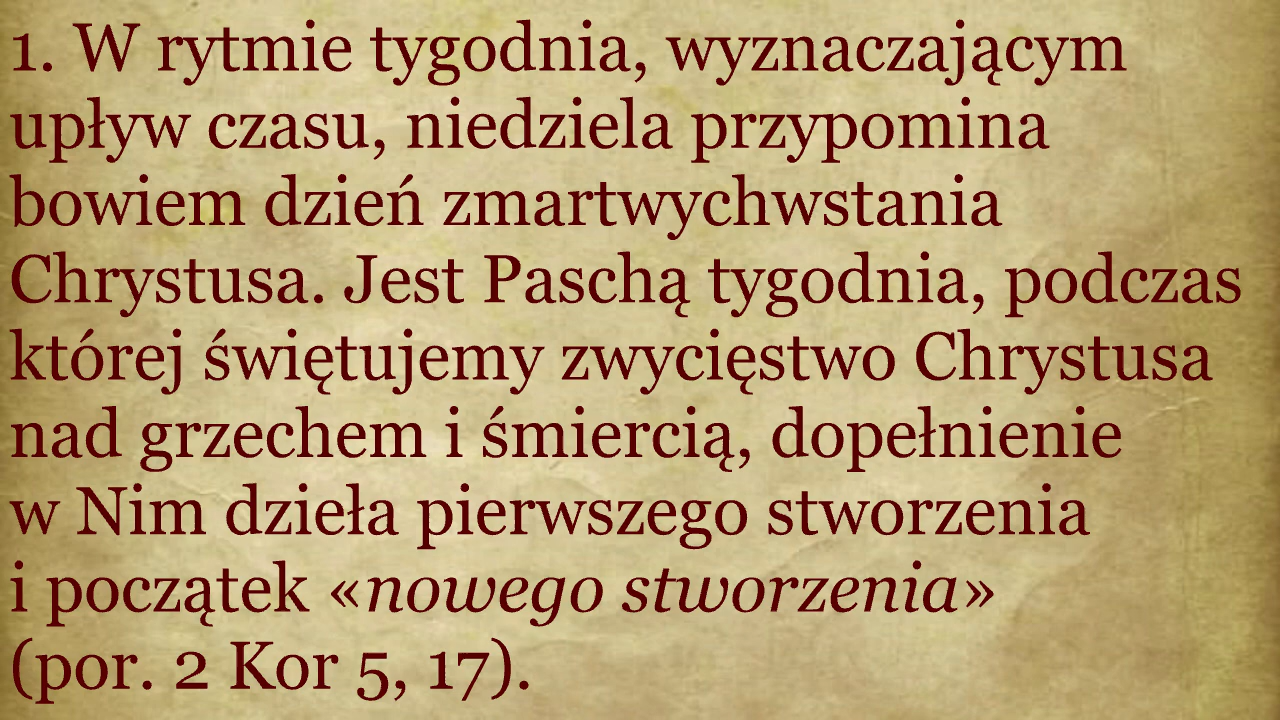 1. W rytmie tygodnia, wyznaczającym
upływ czasu, niedziela przypomina
bowiem dzień zmartwychwstania
Chrystusa. Jest Paschą tygodnia, podczas
której świętujemy zwycięstwo Chrystusa
nad grzechem i śmiercią, dopełnienie
w Nim dzieła pierwszego stworzenia
i początek «nowego stworzenia»
(por. 2 Kor 5, 17).